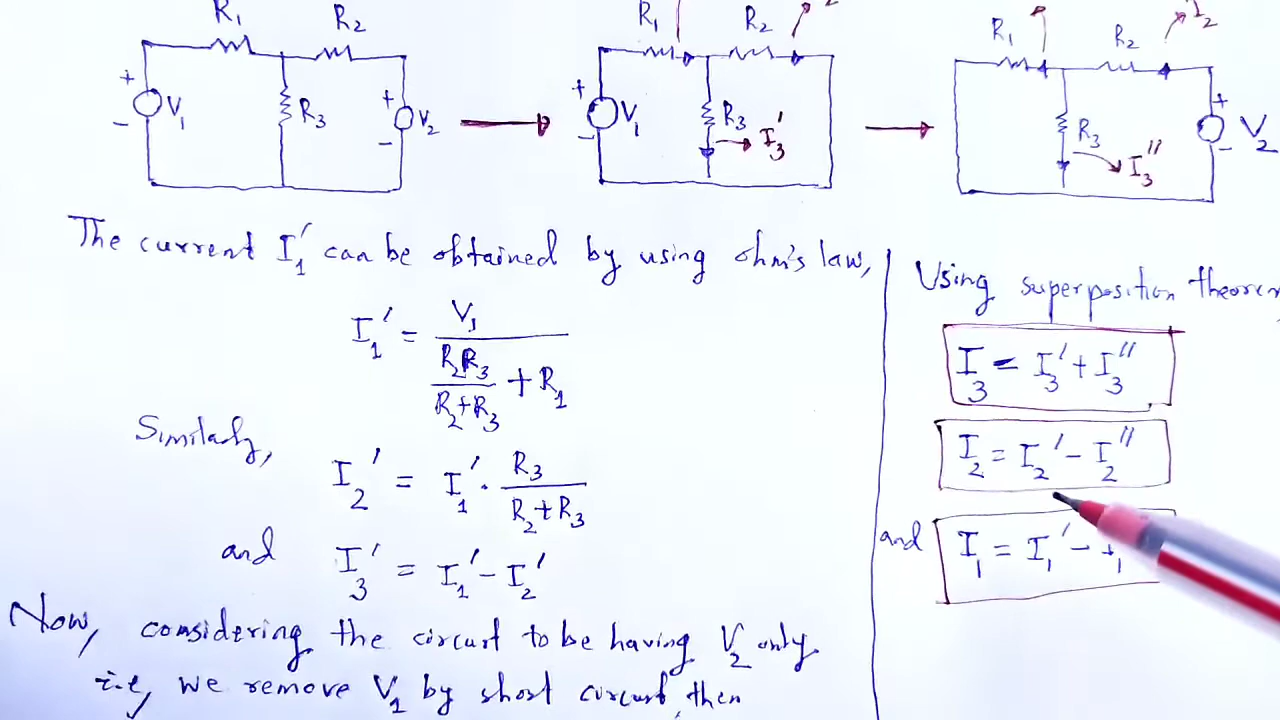 R₁ R₂
+ V₁ − R₃ + V₂ −
R₁ R₂
+ V₁ − R₃ I₃′
R₁ R₂ I₂
R₃ I₃″ + V₂ −
The current I₁′ can be obtained by using ohm's law,
I₁′ = V₁ / (R₂R₃ / (R₂+R₃) + R₁)
Similarly,
I₂′ = I₁′ · R₃ / (R₂+R₃)
and I₃′ = I₁′ − I₂′
Now, considering the circuit to be having V₂ only
i.e, we remove V₁ by short circuit, then
Using superposition theorem
I₃ = I₃′ + I₃″
I₂ = I₂′ − I₂″
and I₁ = I₁′ −